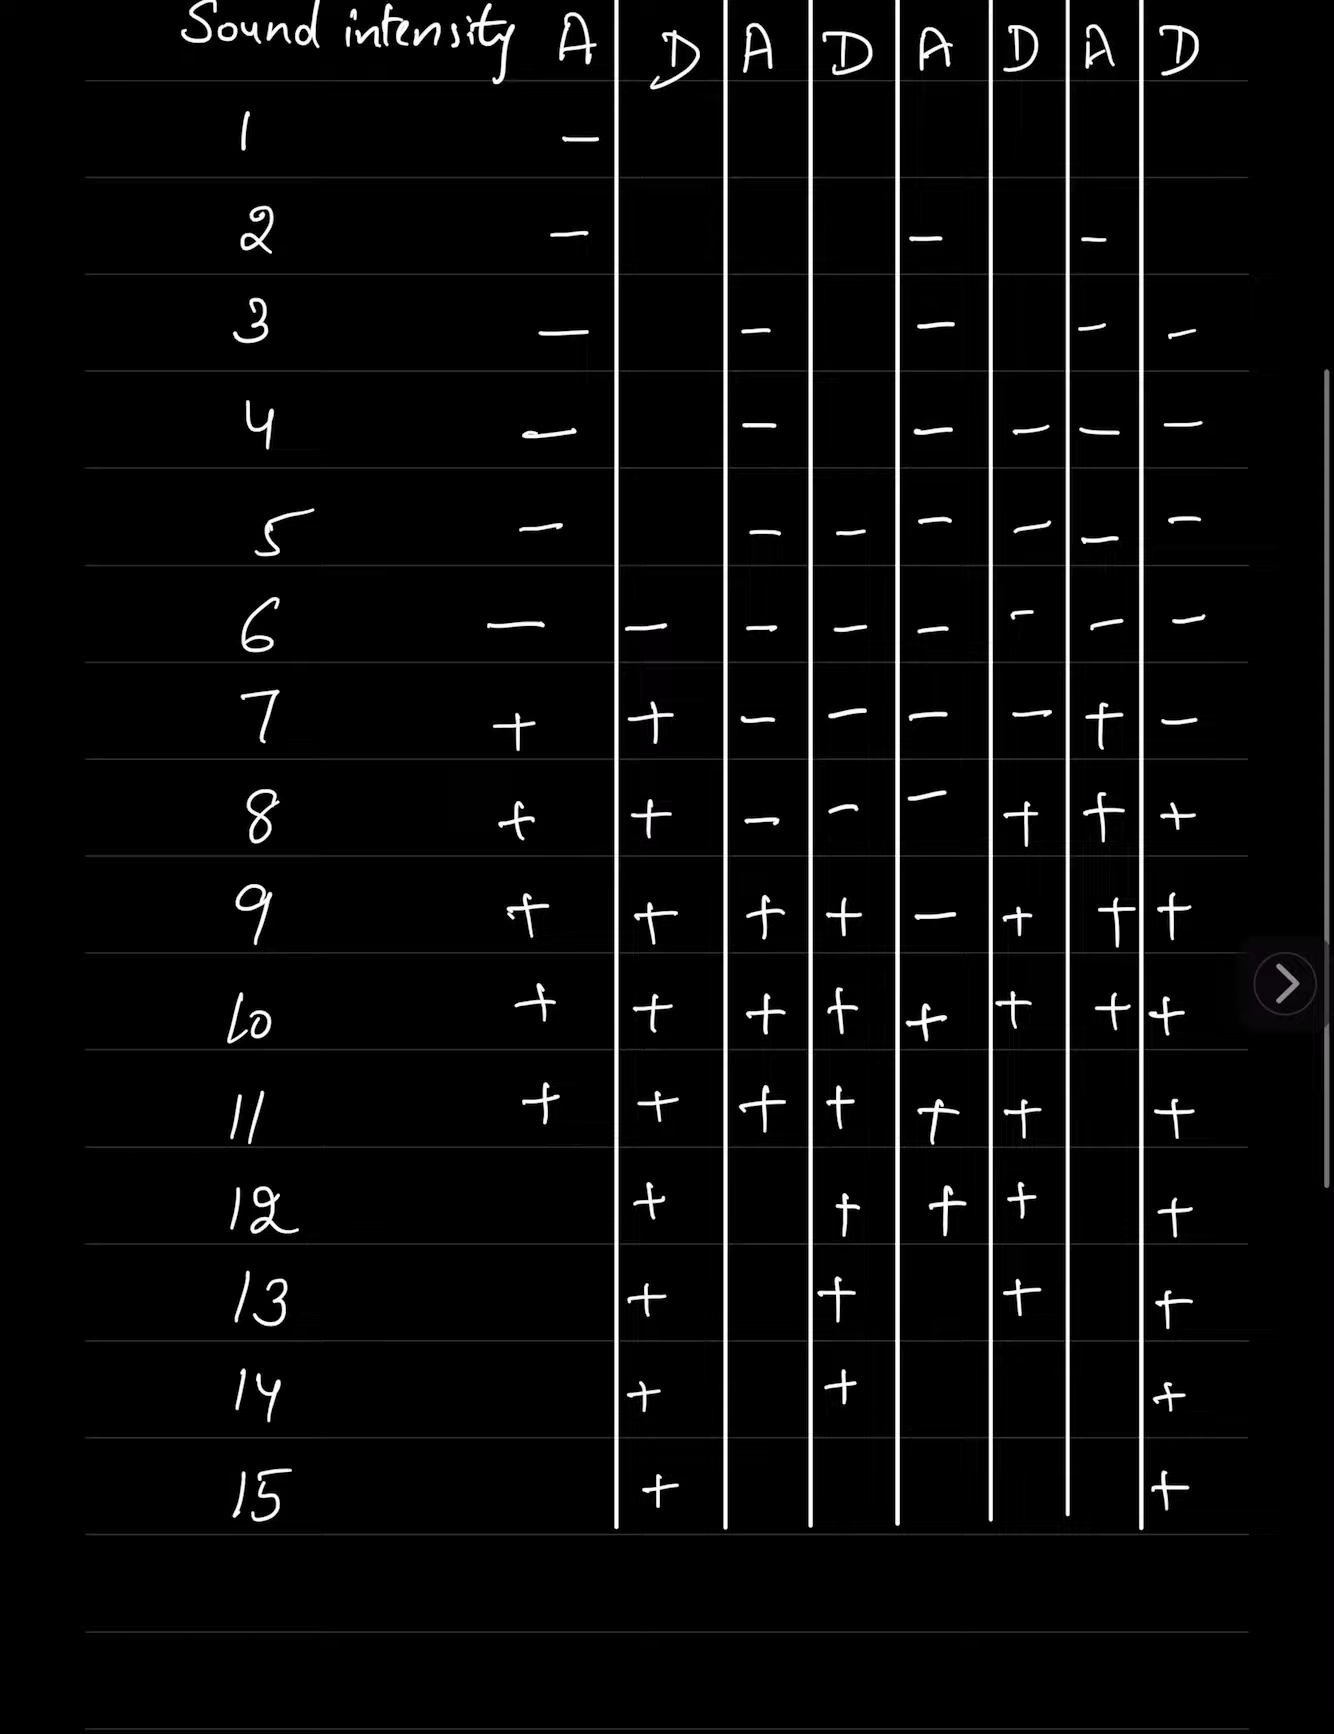 Sound intensity A D A D A D A D
1 −
2 − − −
3 − − − − −
4 − − − − − −
5 − − − − − − −
6 − − − − − − − −
7 + + − − − − + −
8 + + − − − + + +
9 + + + + − + + +
10 + + + + + + + +
11 + + + + + + +
12 + + + + +
13 + + + +
14 + + +
15 + +